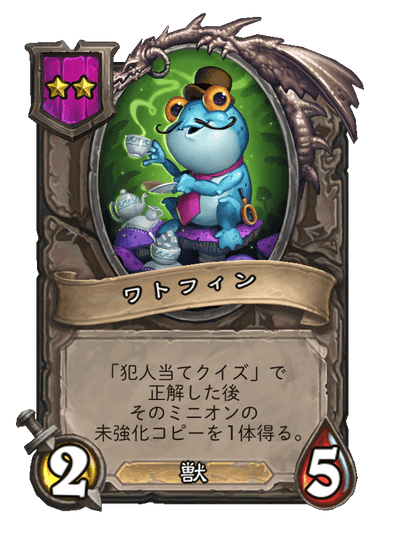 ワトフィン
「犯人当てクイズ」で
正解した後
そのミニオンの
未強化コピーを1体得る。
2
獣
5